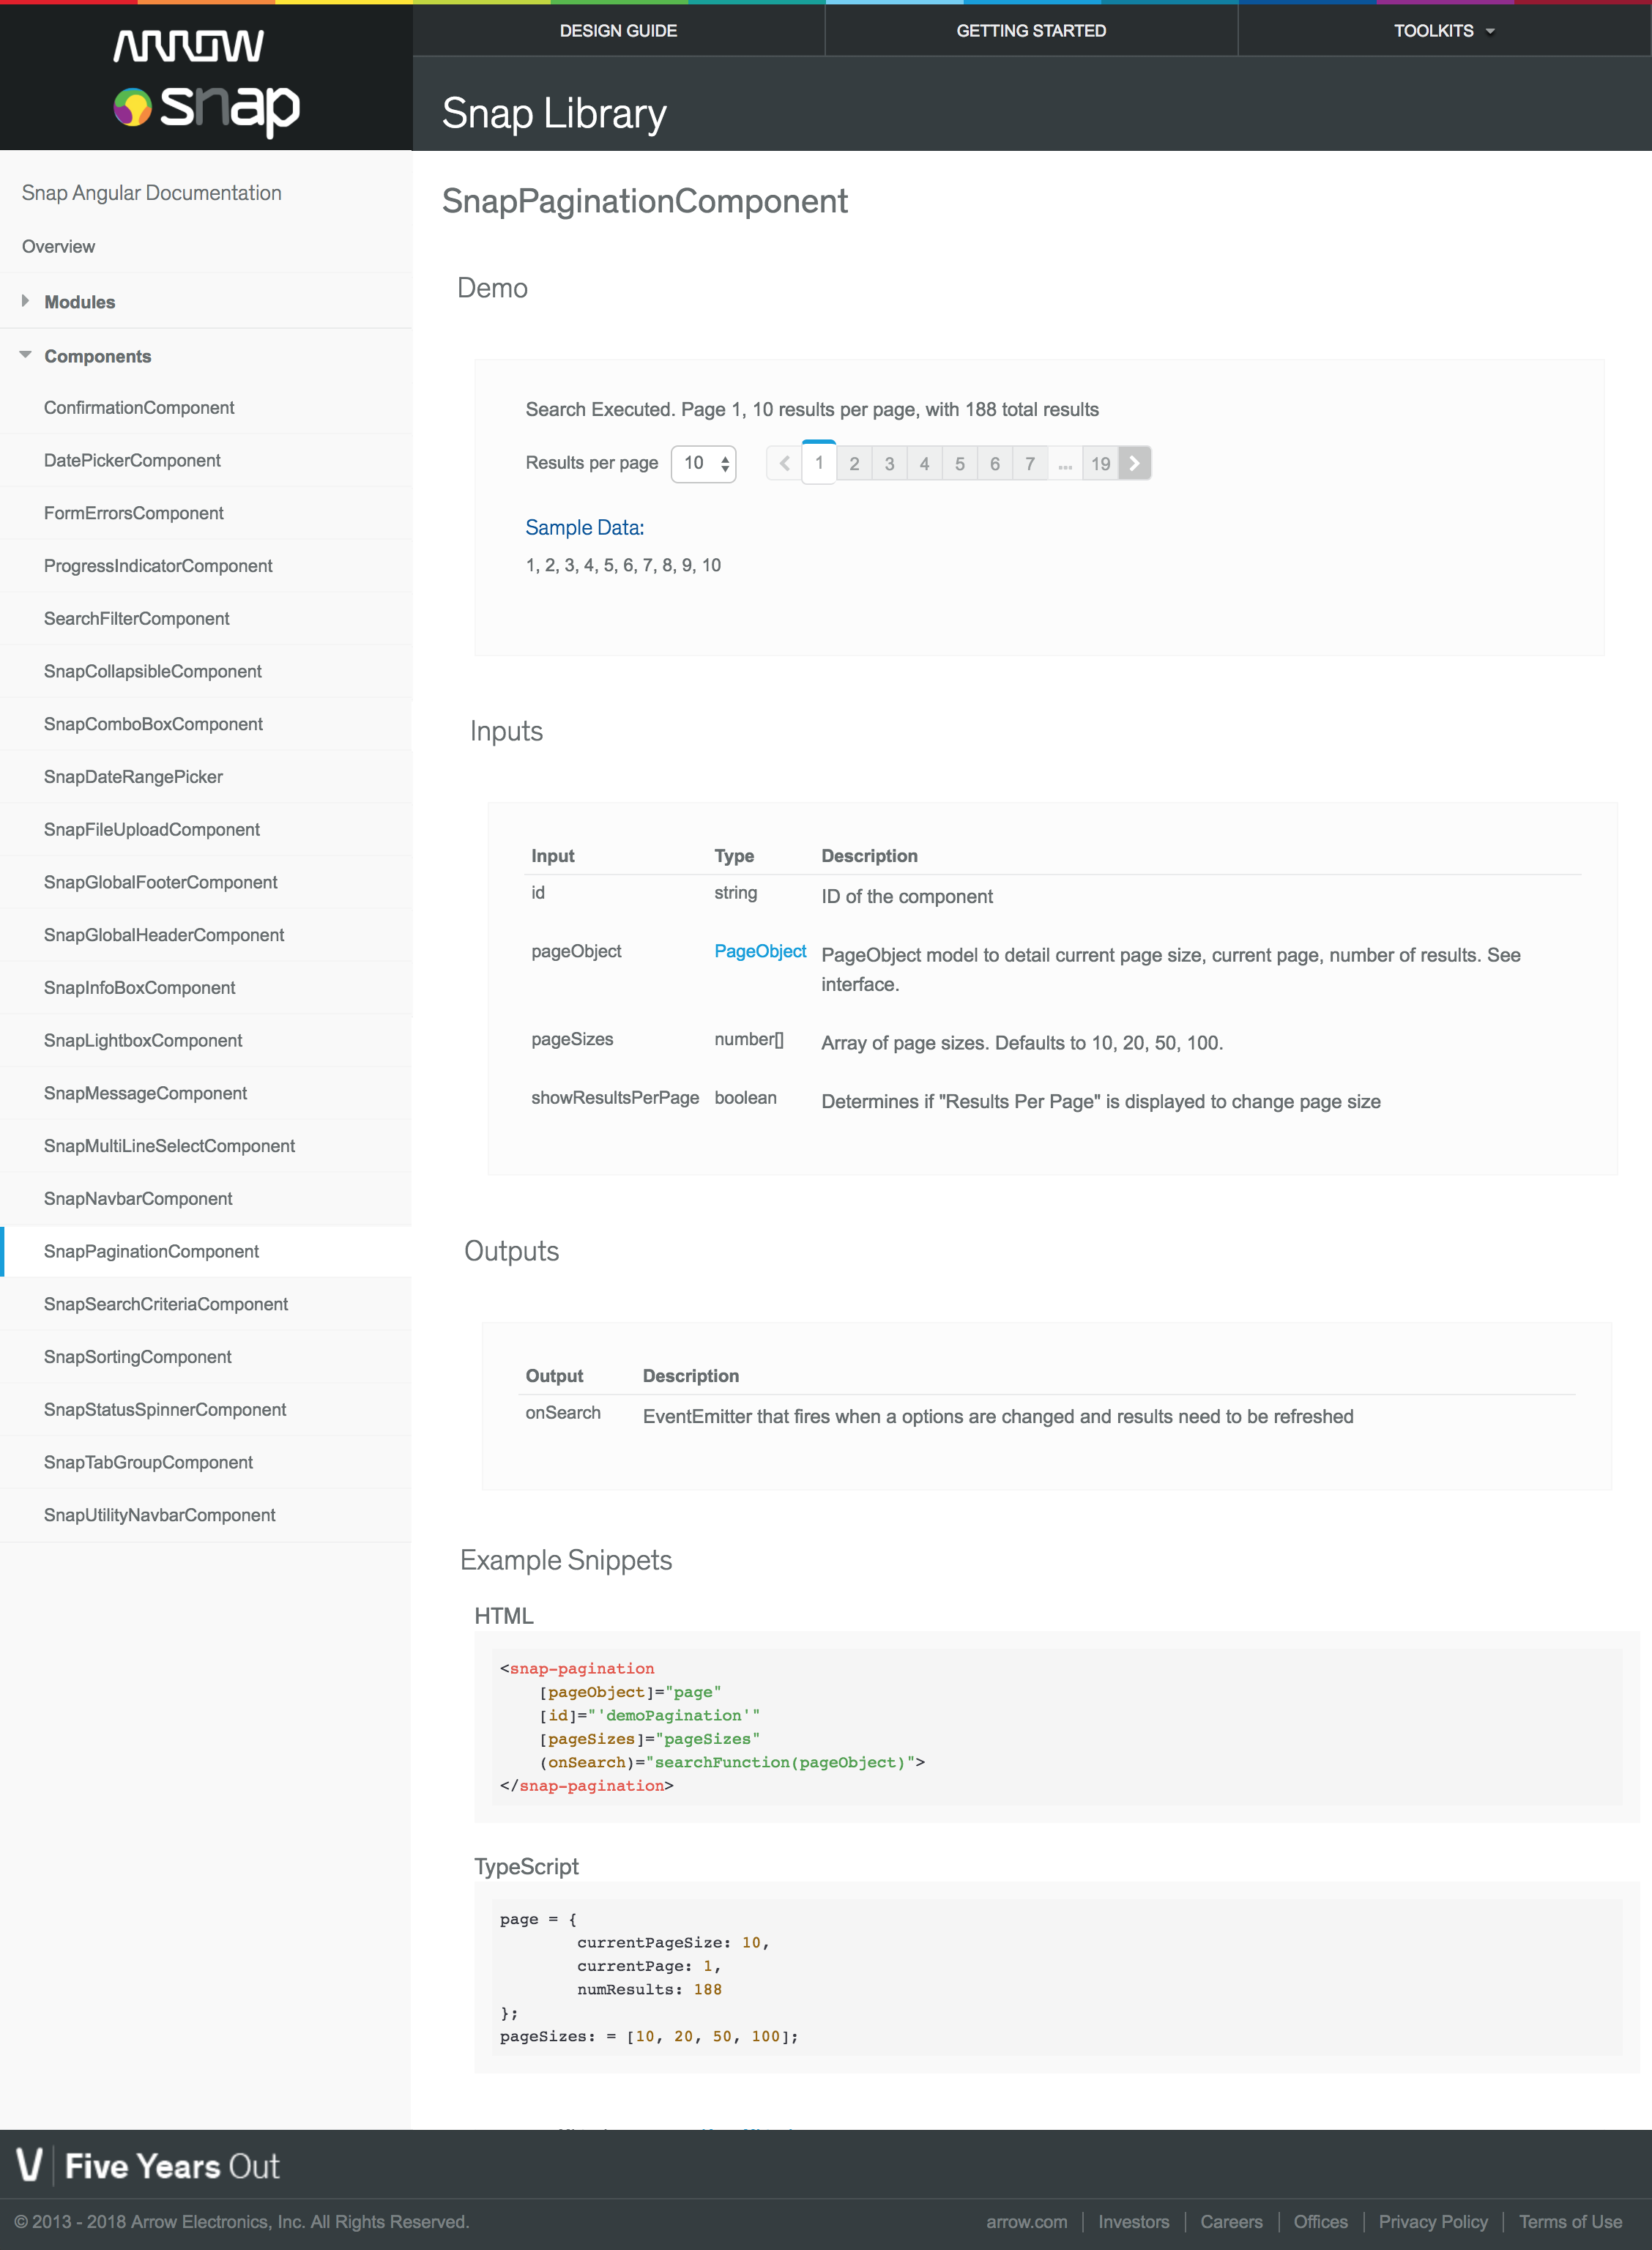 ARROW
snap
DESIGN GUIDE
GETTING STARTED
TOOLKITS
Snap Library
Snap Angular Documentation
Overview
Modules
Components
ConfirmationComponent
DatePickerComponent
FormErrorsComponent
ProgressIndicatorComponent
SearchFilterComponent
SnapCollapsibleComponent
SnapComboBoxComponent
SnapDateRangePicker
SnapFileUploadComponent
SnapGlobalFooterComponent
SnapGlobalHeaderComponent
SnapInfoBoxComponent
SnapLightboxComponent
SnapMessageComponent
SnapMultiLineSelectComponent
SnapNavbarComponent
SnapPaginationComponent
SnapSearchCriteriaComponent
SnapSortingComponent
SnapStatusSpinnerComponent
SnapTabGroupComponent
SnapUtilityNavbarComponent
SnapPaginationComponent
Demo
Search Executed. Page 1, 10 results per page, with 188 total results
Results per page 10 1 2 3 4 5 6 7 ... 19
Sample Data:
1, 2, 3, 4, 5, 6, 7, 8, 9, 10
Inputs
Input Type Description
id string ID of the component
pageObject PageObject PageObject model to detail current page size, current page, number of results. See
interface.
pageSizes number[] Array of page sizes. Defaults to 10, 20, 50, 100.
showResultsPerPage boolean Determines if "Results Per Page" is displayed to change page size
Outputs
Output Description
onSearch EventEmitter that fires when a options are changed and results need to be refreshed
Example Snippets
HTML
<snap-pagination
[pageObject]="page"
[id]="'demoPagination'"
[pageSizes]="pageSizes"
(onSearch)="searchFunction(pageObject)">
</snap-pagination>
TypeScript
page = {
currentPageSize: 10,
currentPage: 1,
numResults: 188
};
pageSizes: = [10, 20, 50, 100];
Five Years Out
© 2013 - 2018 Arrow Electronics, Inc. All Rights Reserved.
arrow.com
Investors
Careers
Offices
Privacy Policy
Terms of Use